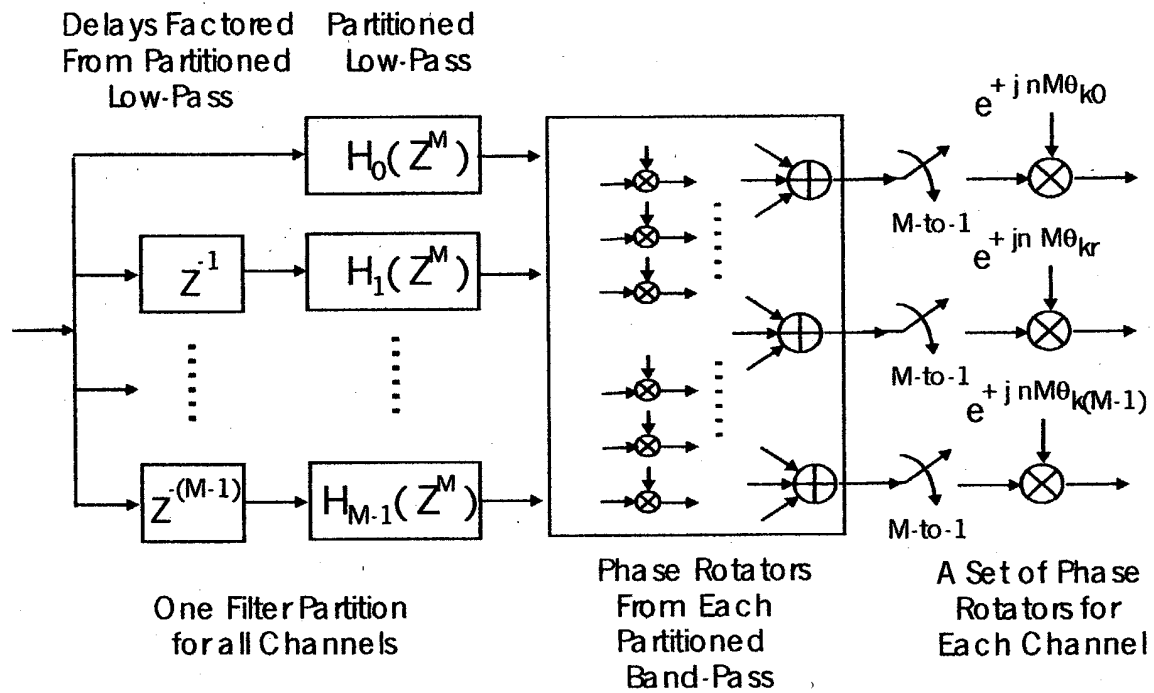 Delays Factored
From Partitioned
Low-Pass
Partitioned
Low-Pass
H0(Z^M)
Z^-1
H1(Z^M)
Z^-(M-1)
HM-1(Z^M)
M-to-1
M-to-1
M-to-1
e^+jnMθk0
e^+jn Mθkr
e^+jnMθk(M-1)
One Filter Partition
for all Channels
Phase Rotators
From Each
Partitioned
Band-Pass
A Set of Phase
Rotators for
Each Channel